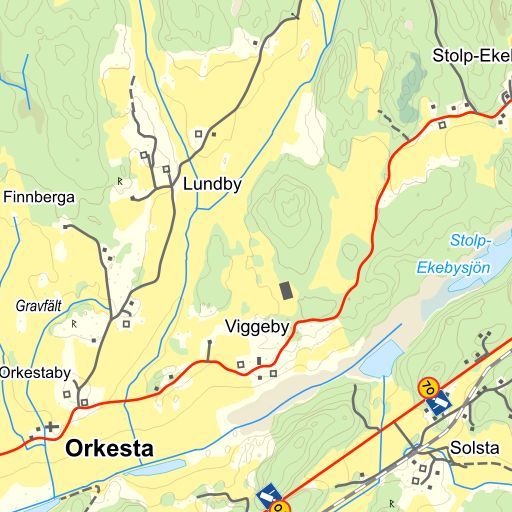 Stolp-Ekeb
Lundby
R
Finnberga
Stolp-
Ekebysjön
Gravfält
R
Viggeby
Orkestaby
70
Orkesta
Solsta
R